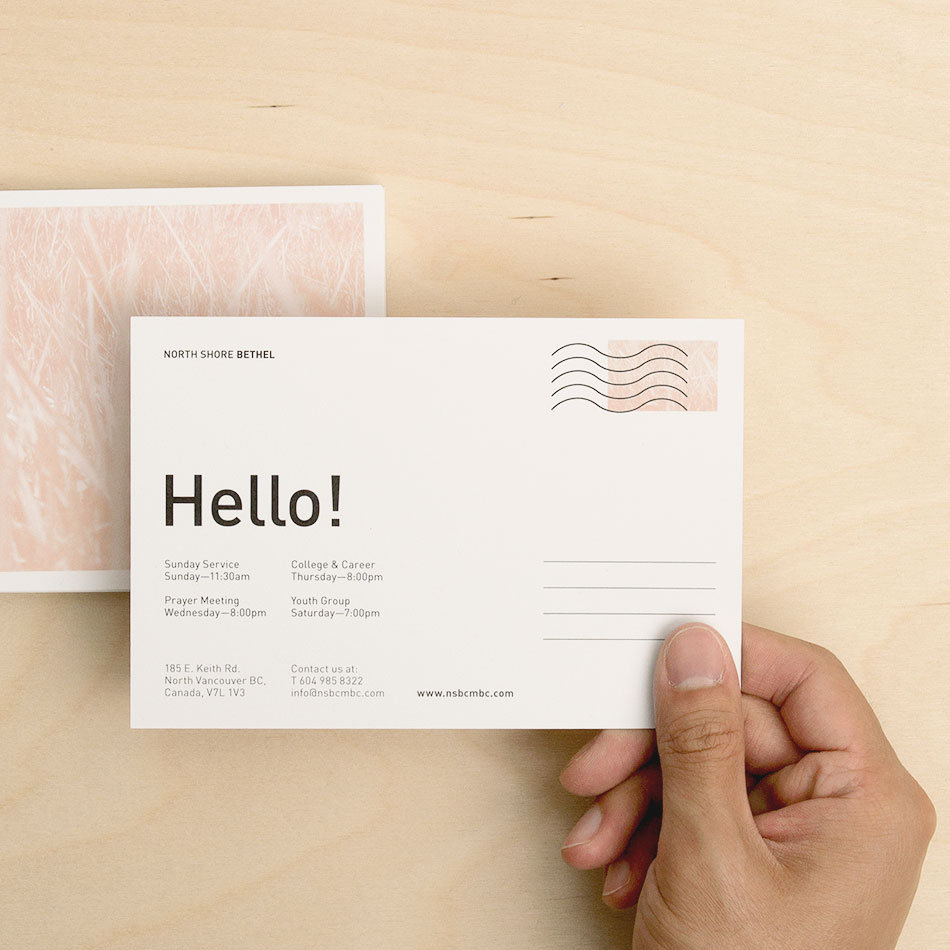 NORTH SHORE BETHEL
Hello!
Sunday Service
Sunday—11:30am
College & Career
Thursday—8:00pm
Prayer Meeting
Wednesday—8:00pm
Youth Group
Saturday—7:00pm
185 E. Keith Rd.
North Vancouver BC,
Canada, V7L 1V3
Contact us at:
T 604 985 8322
info@nsbcmbc.com
www.nsbcmbc.com